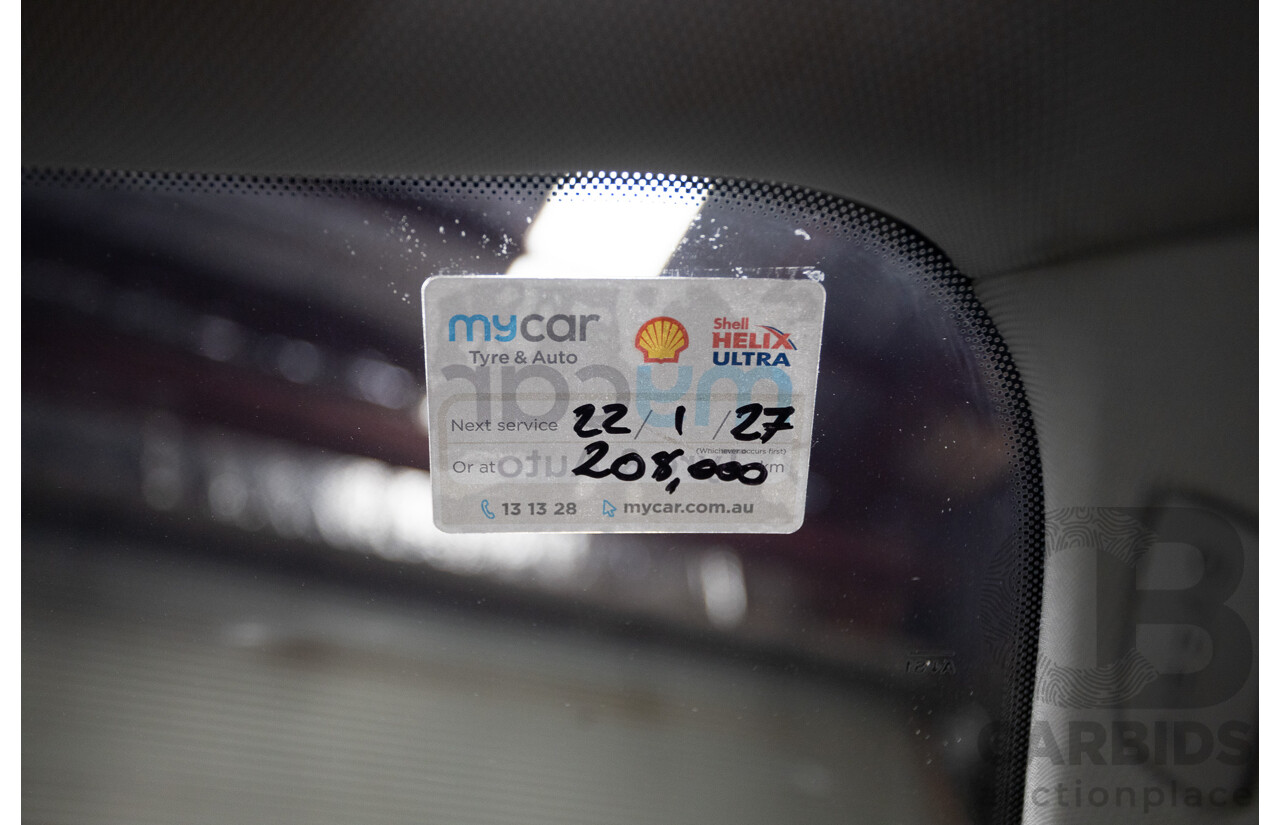 mycar
Tyre & Auto
Shell
HELIX
ULTRA
Next service 22 / 1 / 27
(Whichever occurs first)
Or at 208,000 km
13 13 28 mycar.com.au
CARBIDS
auctionplace